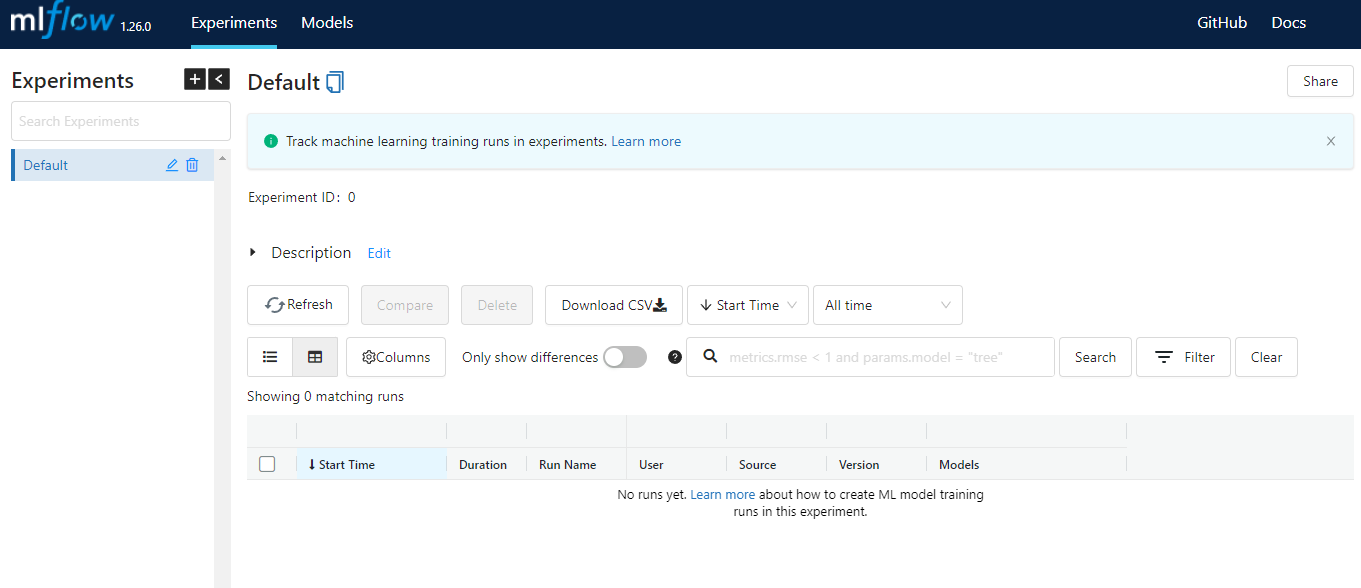 mlflow 1.26.0 Experiments Models GitHub Docs
Experiments
Search Experiments
Default
Default
Share
Track machine learning training runs in experiments. Learn more
Experiment ID: 0
Description Edit
Refresh Compare Delete Download CSV Start Time All time
Columns Only show differences metrics.rmse < 1 and params.model = "tree" Search Filter Clear
Showing 0 matching runs
Start Time Duration Run Name User Source Version Models
No runs yet. Learn more about how to create ML model training
runs in this experiment.